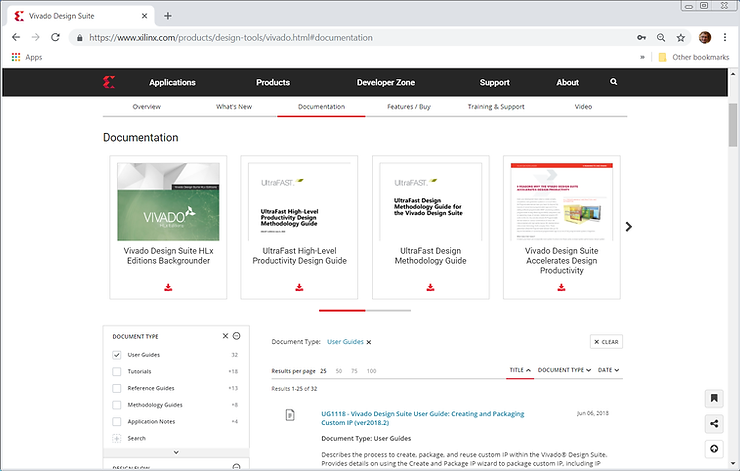 Vivado Design Suite
https://www.xilinx.com/products/design-tools/vivado.html#documentation
Apps
» Other bookmarks
Applications Products Developer Zone Support About
Overview What's New Documentation Features / Buy Training & Support Video
Documentation
Vivado Design Suite HLx Editions
VIVADO
UltraFAST.
UltraFast High-Level
Productivity Design
Methodology Guide
UltraFAST.
UltraFast Design
Methodology Guide for
the Vivado Design Suite
Vivado Design Suite HLx
Editions Backgrounder
UltraFast High-Level
Productivity Design Guide
UltraFast Design
Methodology Guide
Vivado Design Suite
Accelerates Design
Productivity
DOCUMENT TYPE
User Guides 32
Tutorials +18
Reference Guides +13
Methodology Guides +8
Application Notes +4
Search
DESIGN FLOW
Document Type: User Guides × × CLEAR
Results per page 25 50 75 100 TITLE DOCUMENT TYPE DATE
Results 1-25 of 32
UG1118 - Vivado Design Suite User Guide: Creating and Packaging
Custom IP (ver2018.2)
Jun 06, 2018
Document Type: User Guides
Describes the process to create, package, and reuse custom IP within the Vivado® Design Suite.
Provides details on using the Create and Package IP wizard to package custom IP, including IP